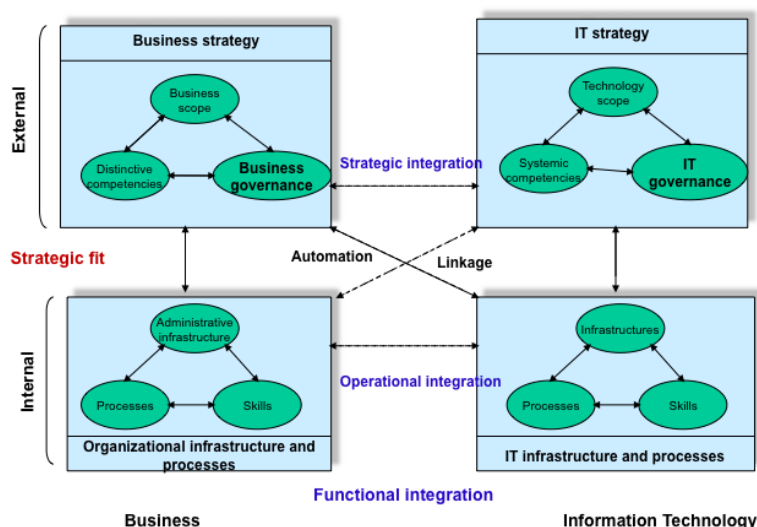 Business strategy
IT strategy
External
Business
scope
Distinctive
competencies
Business
governance
Technology
scope
Systemic
competencies
IT
governance
Strategic integration
Strategic fit
Automation
Linkage
Internal
Administrative
infrastructure
Processes
Skills
Organizational infrastructure and
processes
Operational integration
Infrastructures
Processes
Skills
IT infrastructure and processes
Functional integration
Business
Information Technology